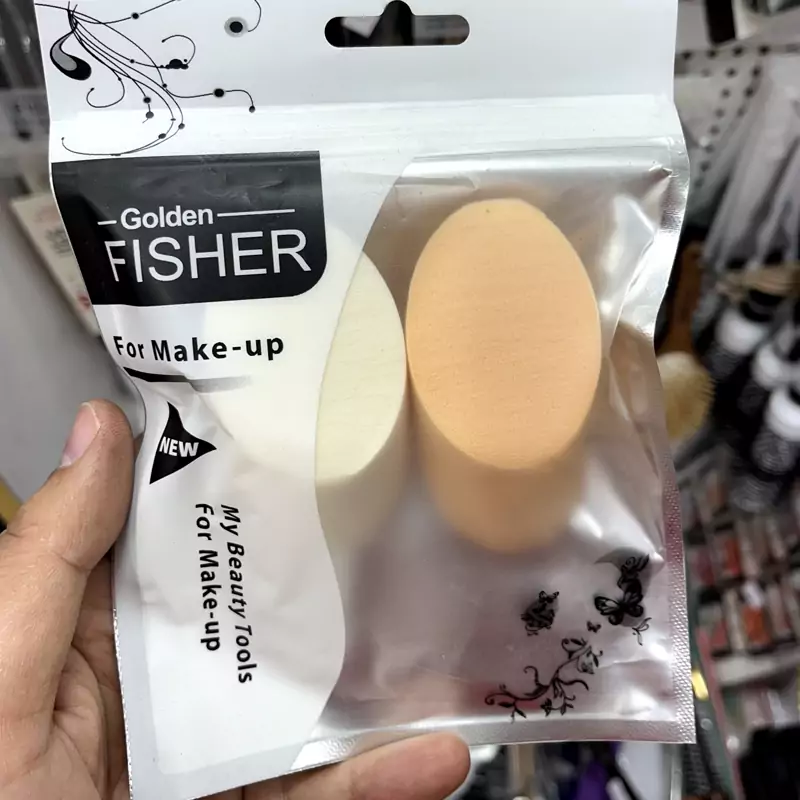 Golden
FISHER
For Make-up
NEW
My Beauty Tools
For Make-up